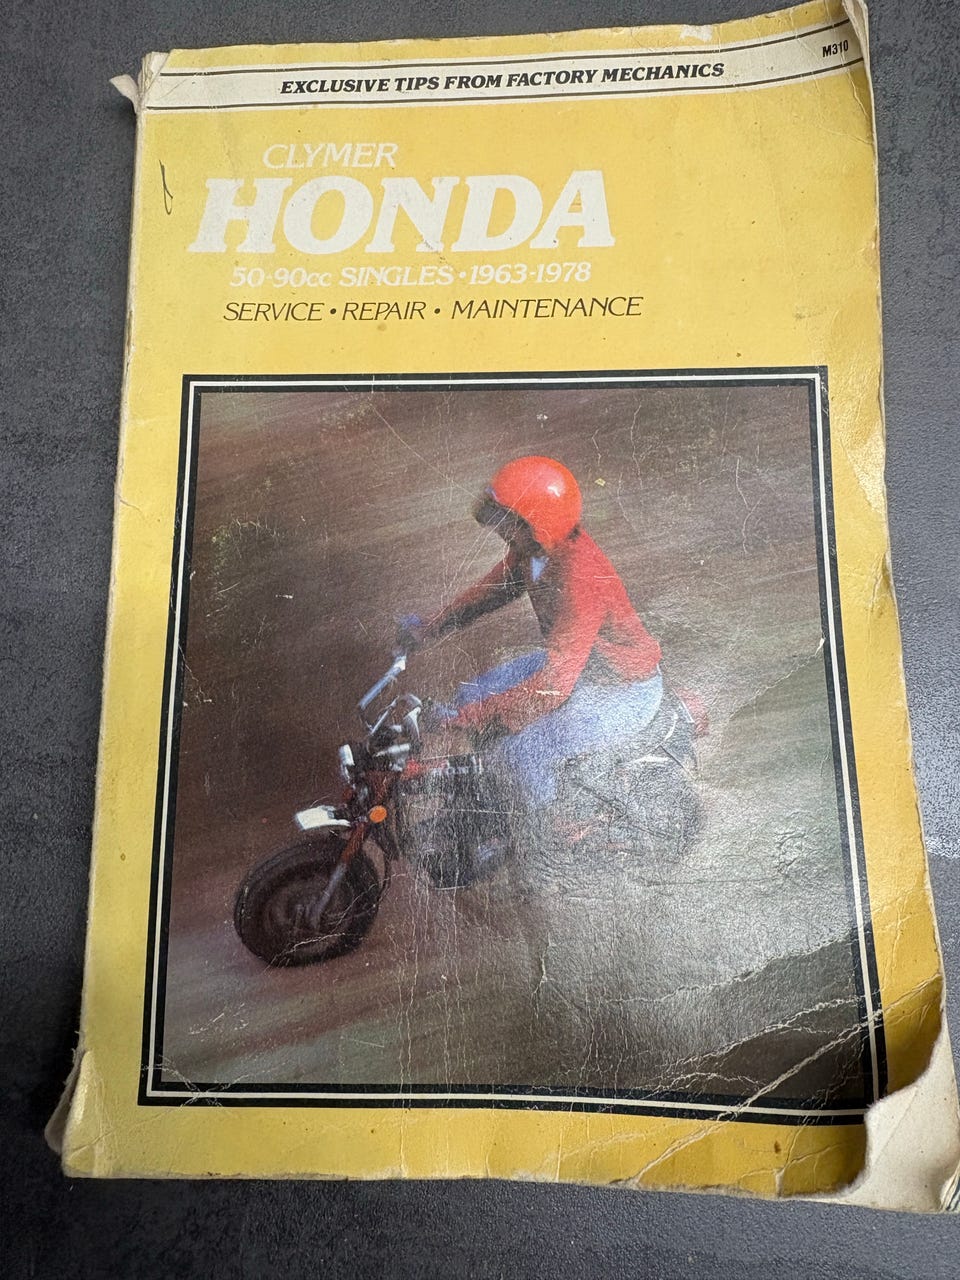 M310
EXCLUSIVE TIPS FROM FACTORY MECHANICS
CLYMER
HONDA
50-90cc SINGLES • 1963-1978
SERVICE • REPAIR • MAINTENANCE